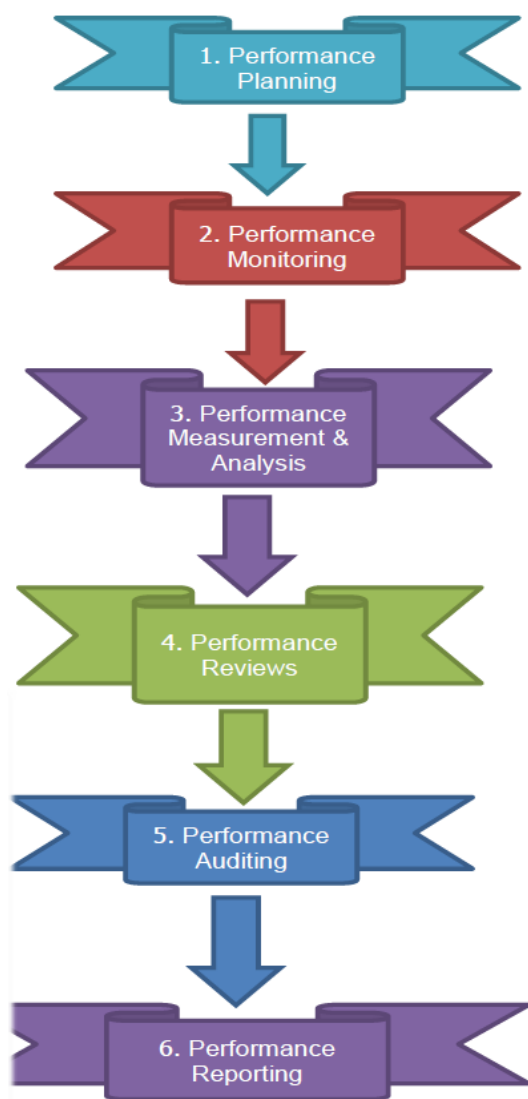 1. Performance
Planning
2. Performance
Monitoring
3. Performance
Measurement &
Analysis
4. Performance
Reviews
5. Performance
Auditing
6. Performance
Reporting